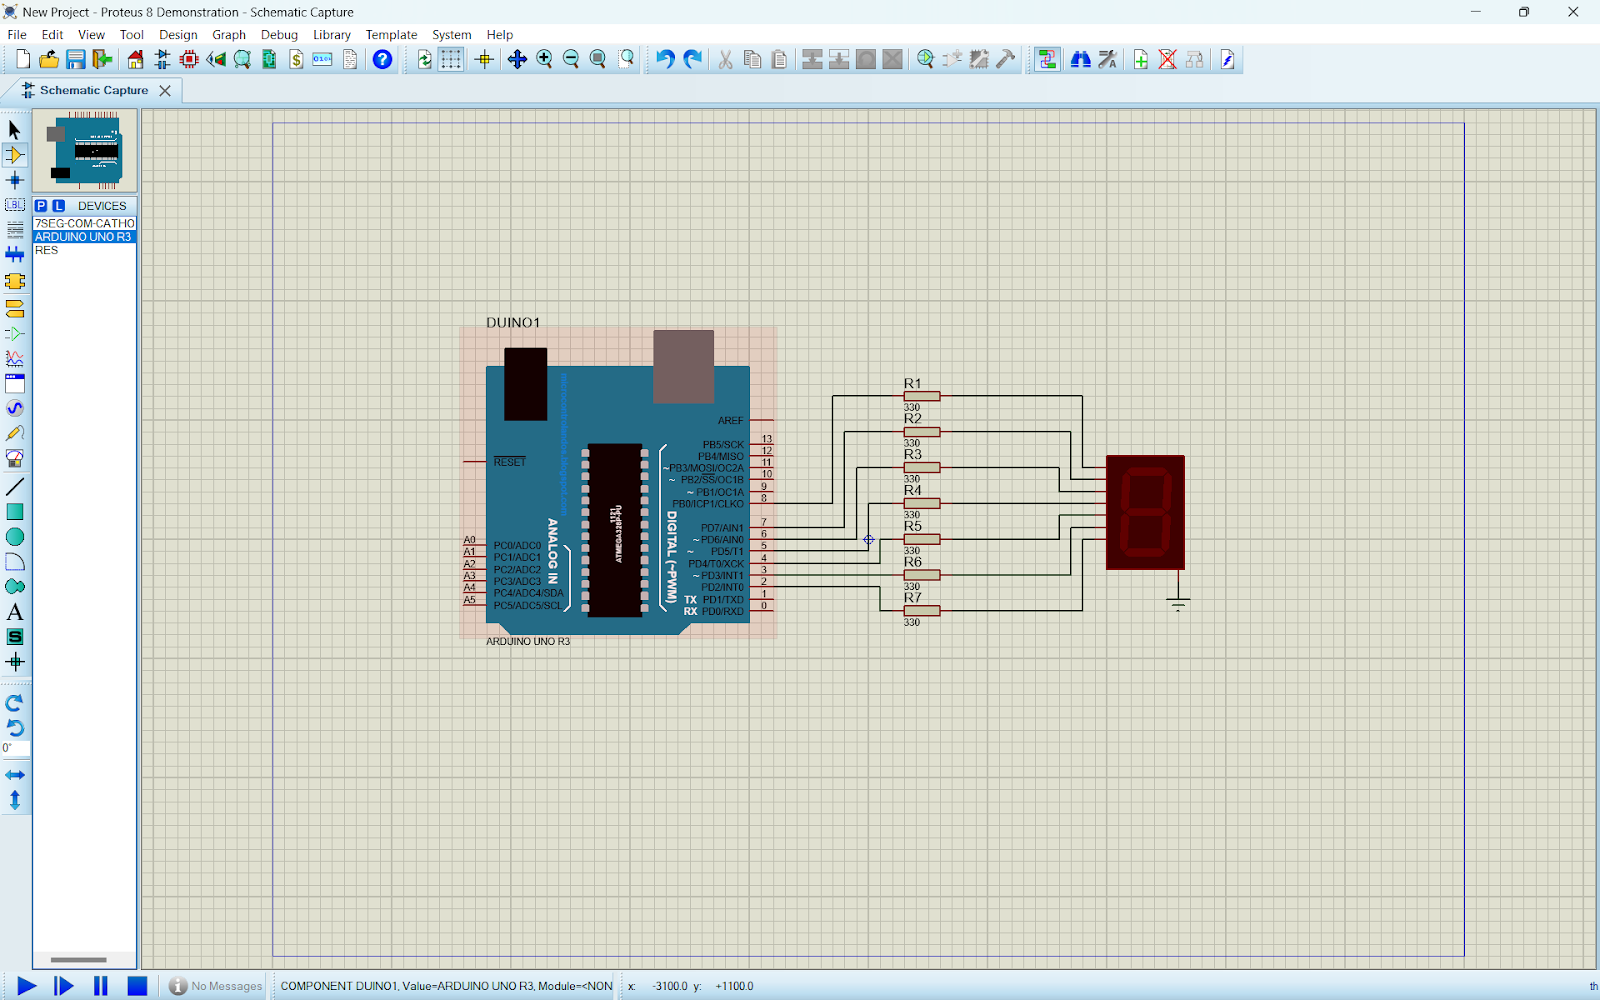 New Project - Proteus 8 Demonstration - Schematic Capture
File Edit View Tool Design Graph Debug Library Template System Help
Schematic Capture
P L DEVICES
7SEG-COM-CATHO
ARDUINO UNO R3
RES
LBL
A
S
0°
DUINO1
AREF
13
PB5/SCK
12
PB4/MISO
11
~PB3/MOSI/OC2A
10
~ PB2/SS/OC1B
9
~ PB1/OC1A
8
PB0/ICP1/CLKO
7
PD7/AIN1
6
~ PD6/AIN0
5
~ PD5/T1
4
PD4/T0/XCK
3
~ PD3/INT1
2
PD2/INT0
1
TX PD1/TXD
0
RX PD0/RXD
RESET
A0 PC0/ADC0
A1 PC1/ADC1
A2 PC2/ADC2
A3 PC3/ADC3
A4 PC4/ADC4/SDA
A5 PC5/ADC5/SCL
ANALOG IN
1121
ATMEGA328P-PU
DIGITAL (~PWM)
ARDUINO UNO R3
R1
330
R2
330
R3
330
R4
330
R5
330
R6
330
R7
330
No Messages
COMPONENT DUINO1, Value=ARDUINO UNO R3, Module=<NON
x: -3100.0 y: +1100.0
th